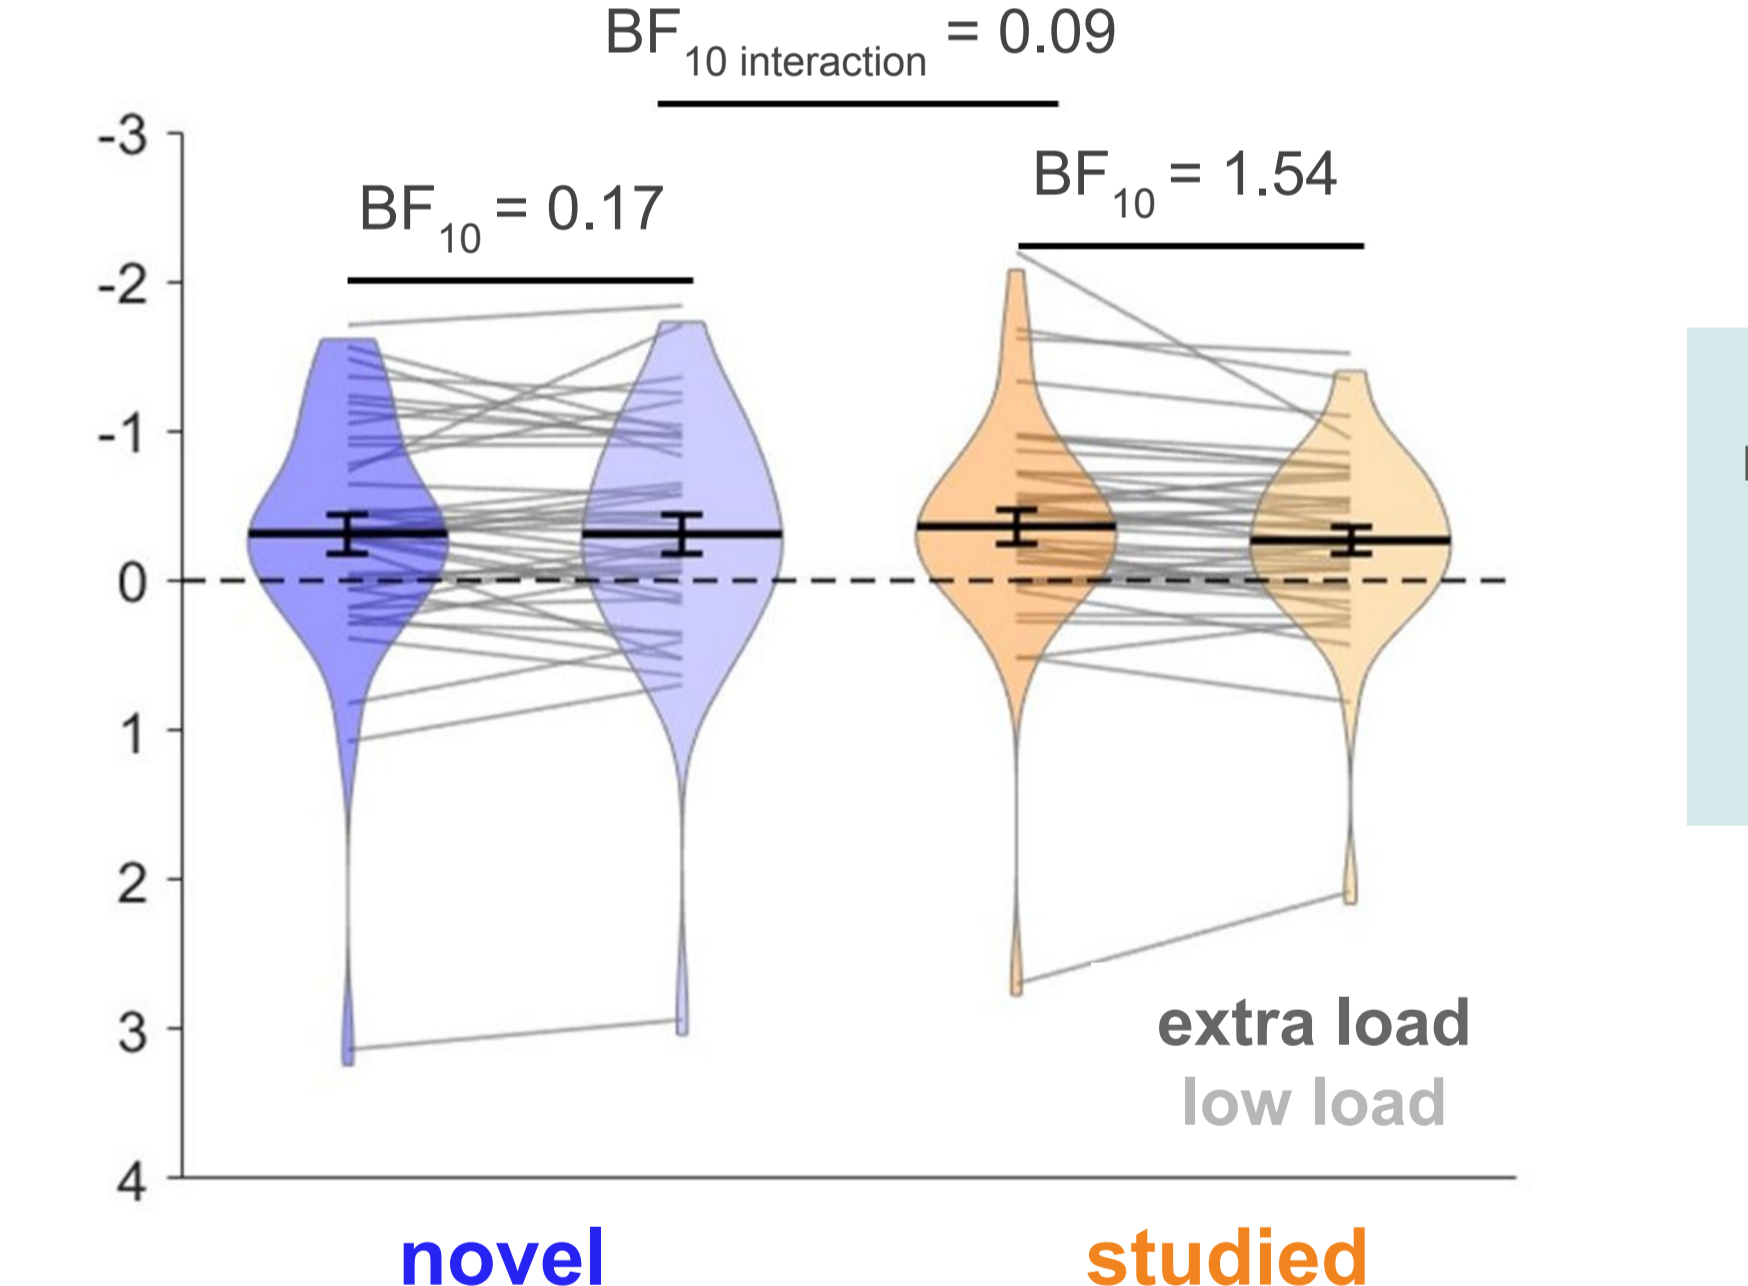 BF10 interaction = 0.09
BF10 = 0.17
BF10 = 1.54
-3
-2
-1
0
1
2
3
4
extra load
low load
novel
studied